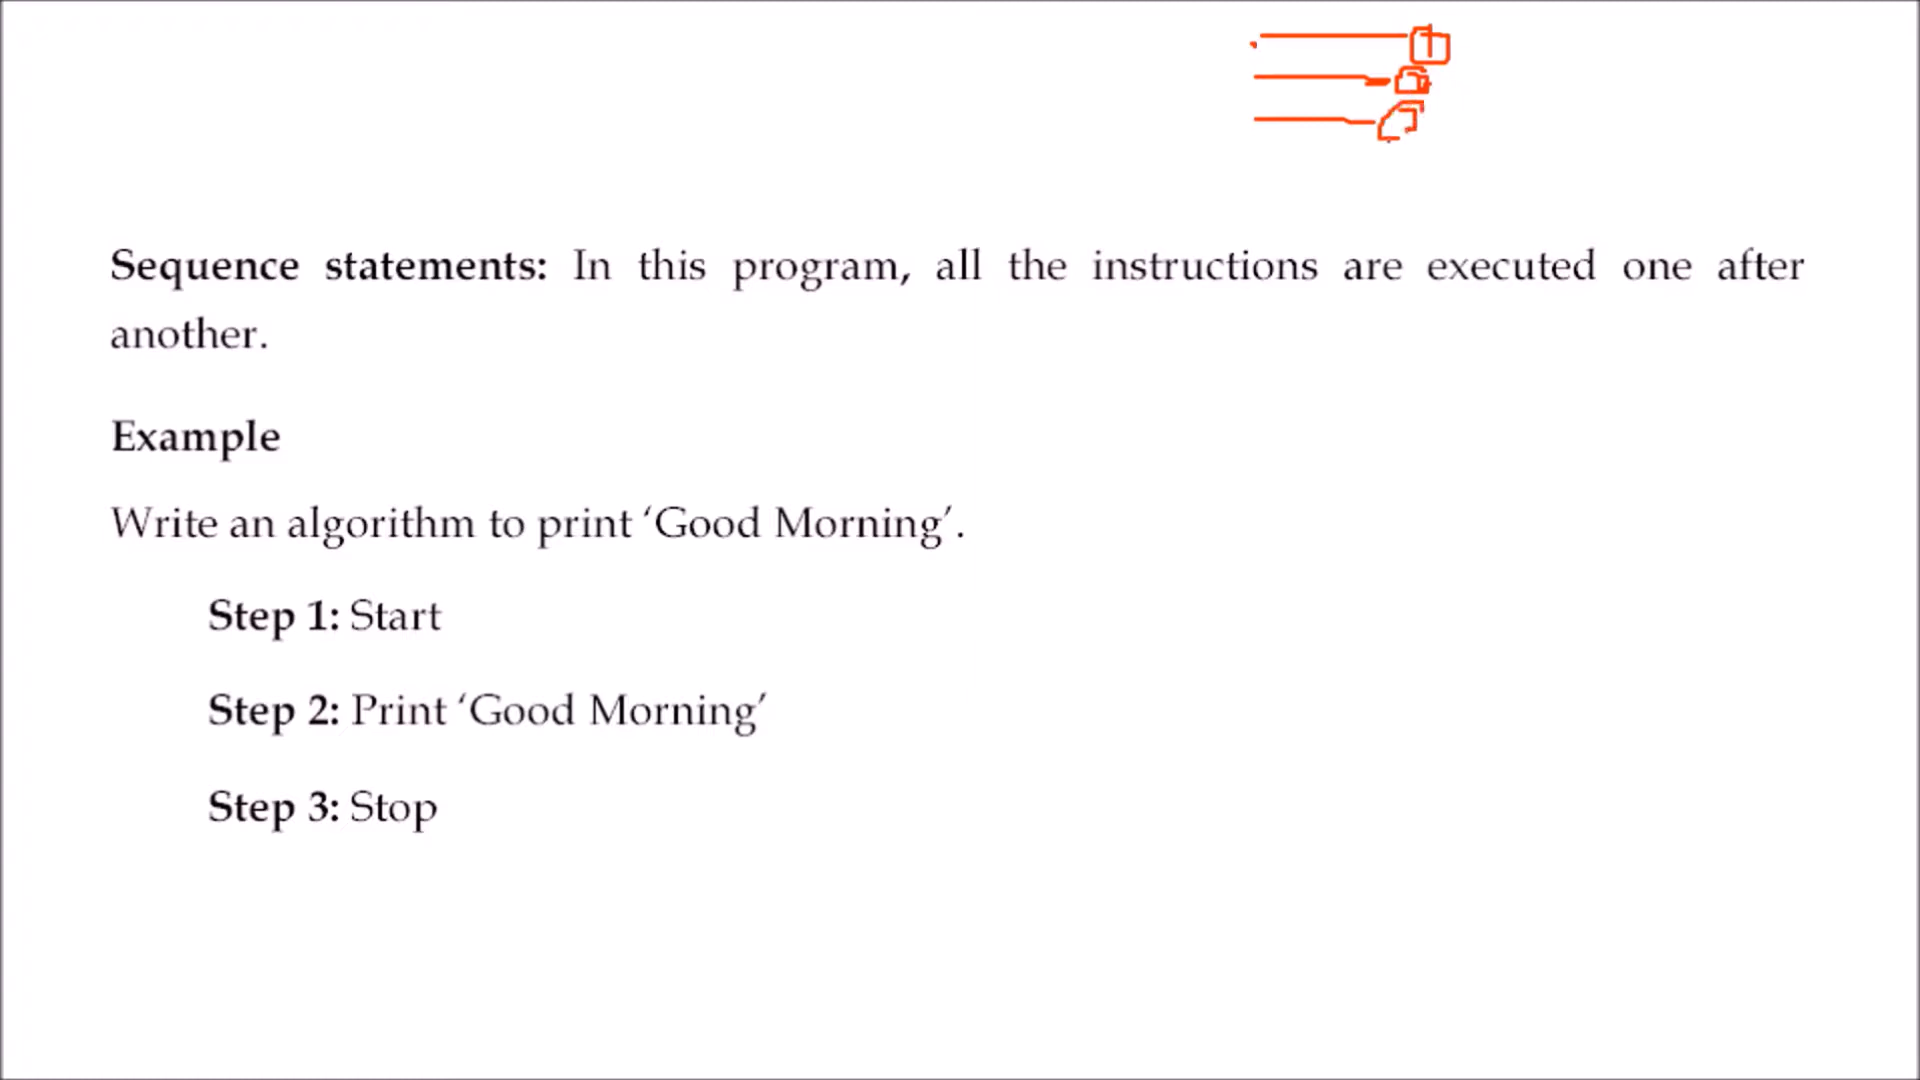 Sequence statements: In this program, all the instructions are executed one after
another.
Example
Write an algorithm to print ‘Good Morning’.
Step 1: Start
Step 2: Print ‘Good Morning’
Step 3: Stop